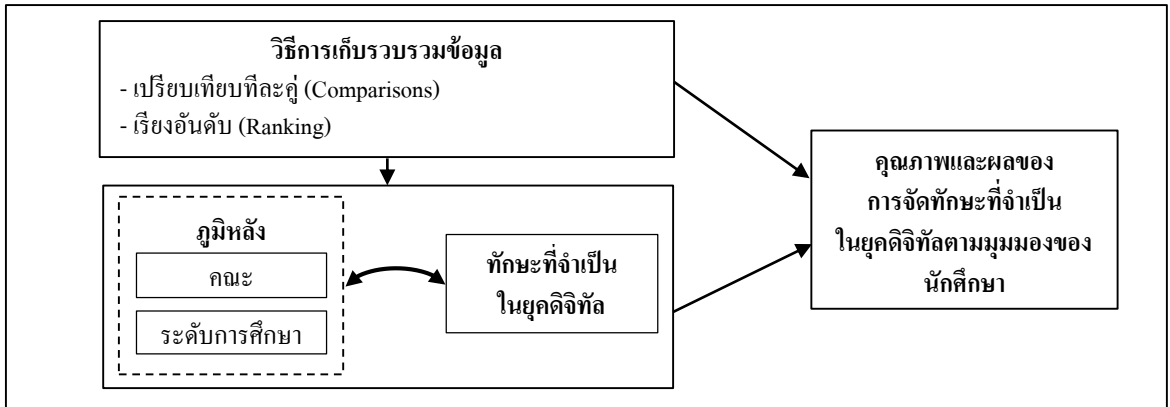 วิธีการเก็บรวบรวมข้อมูล
- เปรียบเทียบทีละคู่ (Comparisons)
- เรียงอันดับ (Ranking)
ภูมิหลัง
คณะ
ระดับการศึกษา
ทักษะที่จำเป็น
ในยุคดิจิทัล
คุณภาพและผลของ
การจัดทักษะที่จำเป็น
ในยุคดิจิทัลตามมุมมองของ
นักศึกษา